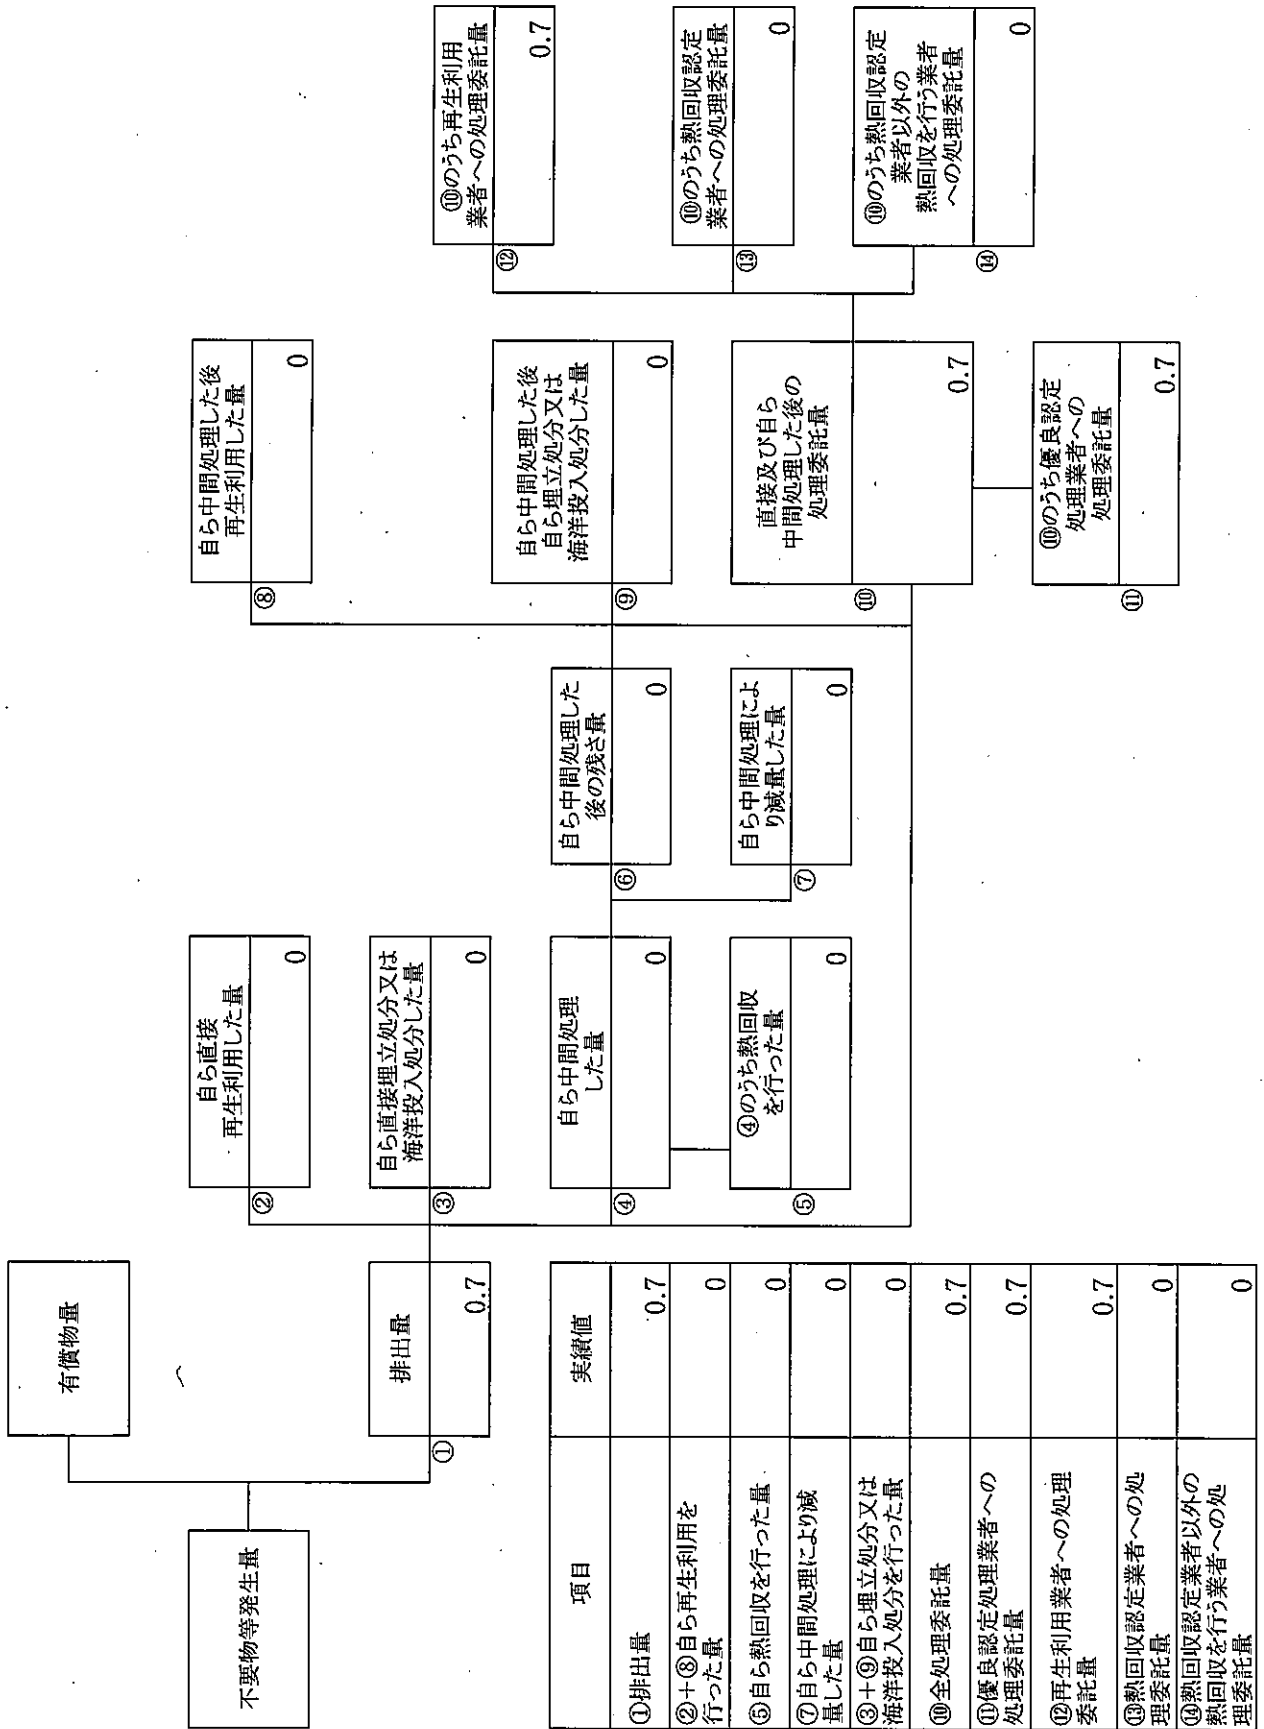 不要物等発生量
有償物量
排出量
①
0.7
自ら直接
再生利用した量
②
0
自ら直接埋立処分又は
海洋投入処分した量
③
0
自ら中間処理
した量
④
0
④のうち熱回収
を行った量
⑤
0
自ら中間処理した
後の残さ量
⑥
0
自ら中間処理によ
り減量した量
⑦
0
自ら中間処理した後
再生利用した量
⑧
0
自ら中間処理した後
自ら埋立処分又は
海洋投入処分した量
⑨
0
直接及び自ら
中間処理した後の
処理委託量
⑩
0.7
⑩のうち優良認定
処理業者への
処理委託量
⑪
0.7
⑩のうち再生利用
業者への処理委託量
⑫
0.7
⑩のうち熱回収認定
業者への処理委託量
⑬
0
⑩のうち熱回収認定
業者以外の
熱回収を行う業者
への処理委託量
⑭
0
項目 実績値
①排出量 0.7
②+⑧自ら再生利用を
行った量 0
⑤自ら熱回収を行った量 0
⑦自ら中間処理により減
量した量 0
③+⑨自ら埋立処分又は
海洋投入処分を行った量 0
⑩全処理委託量 0.7
⑪優良認定処理業者への
処理委託量 0.7
⑫再生利用業者への処理
委託量 0.7
⑬熱回収認定業者への処
理委託量 0
⑭熱回収認定業者以外の
熱回収を行う業者への処
理委託量 0